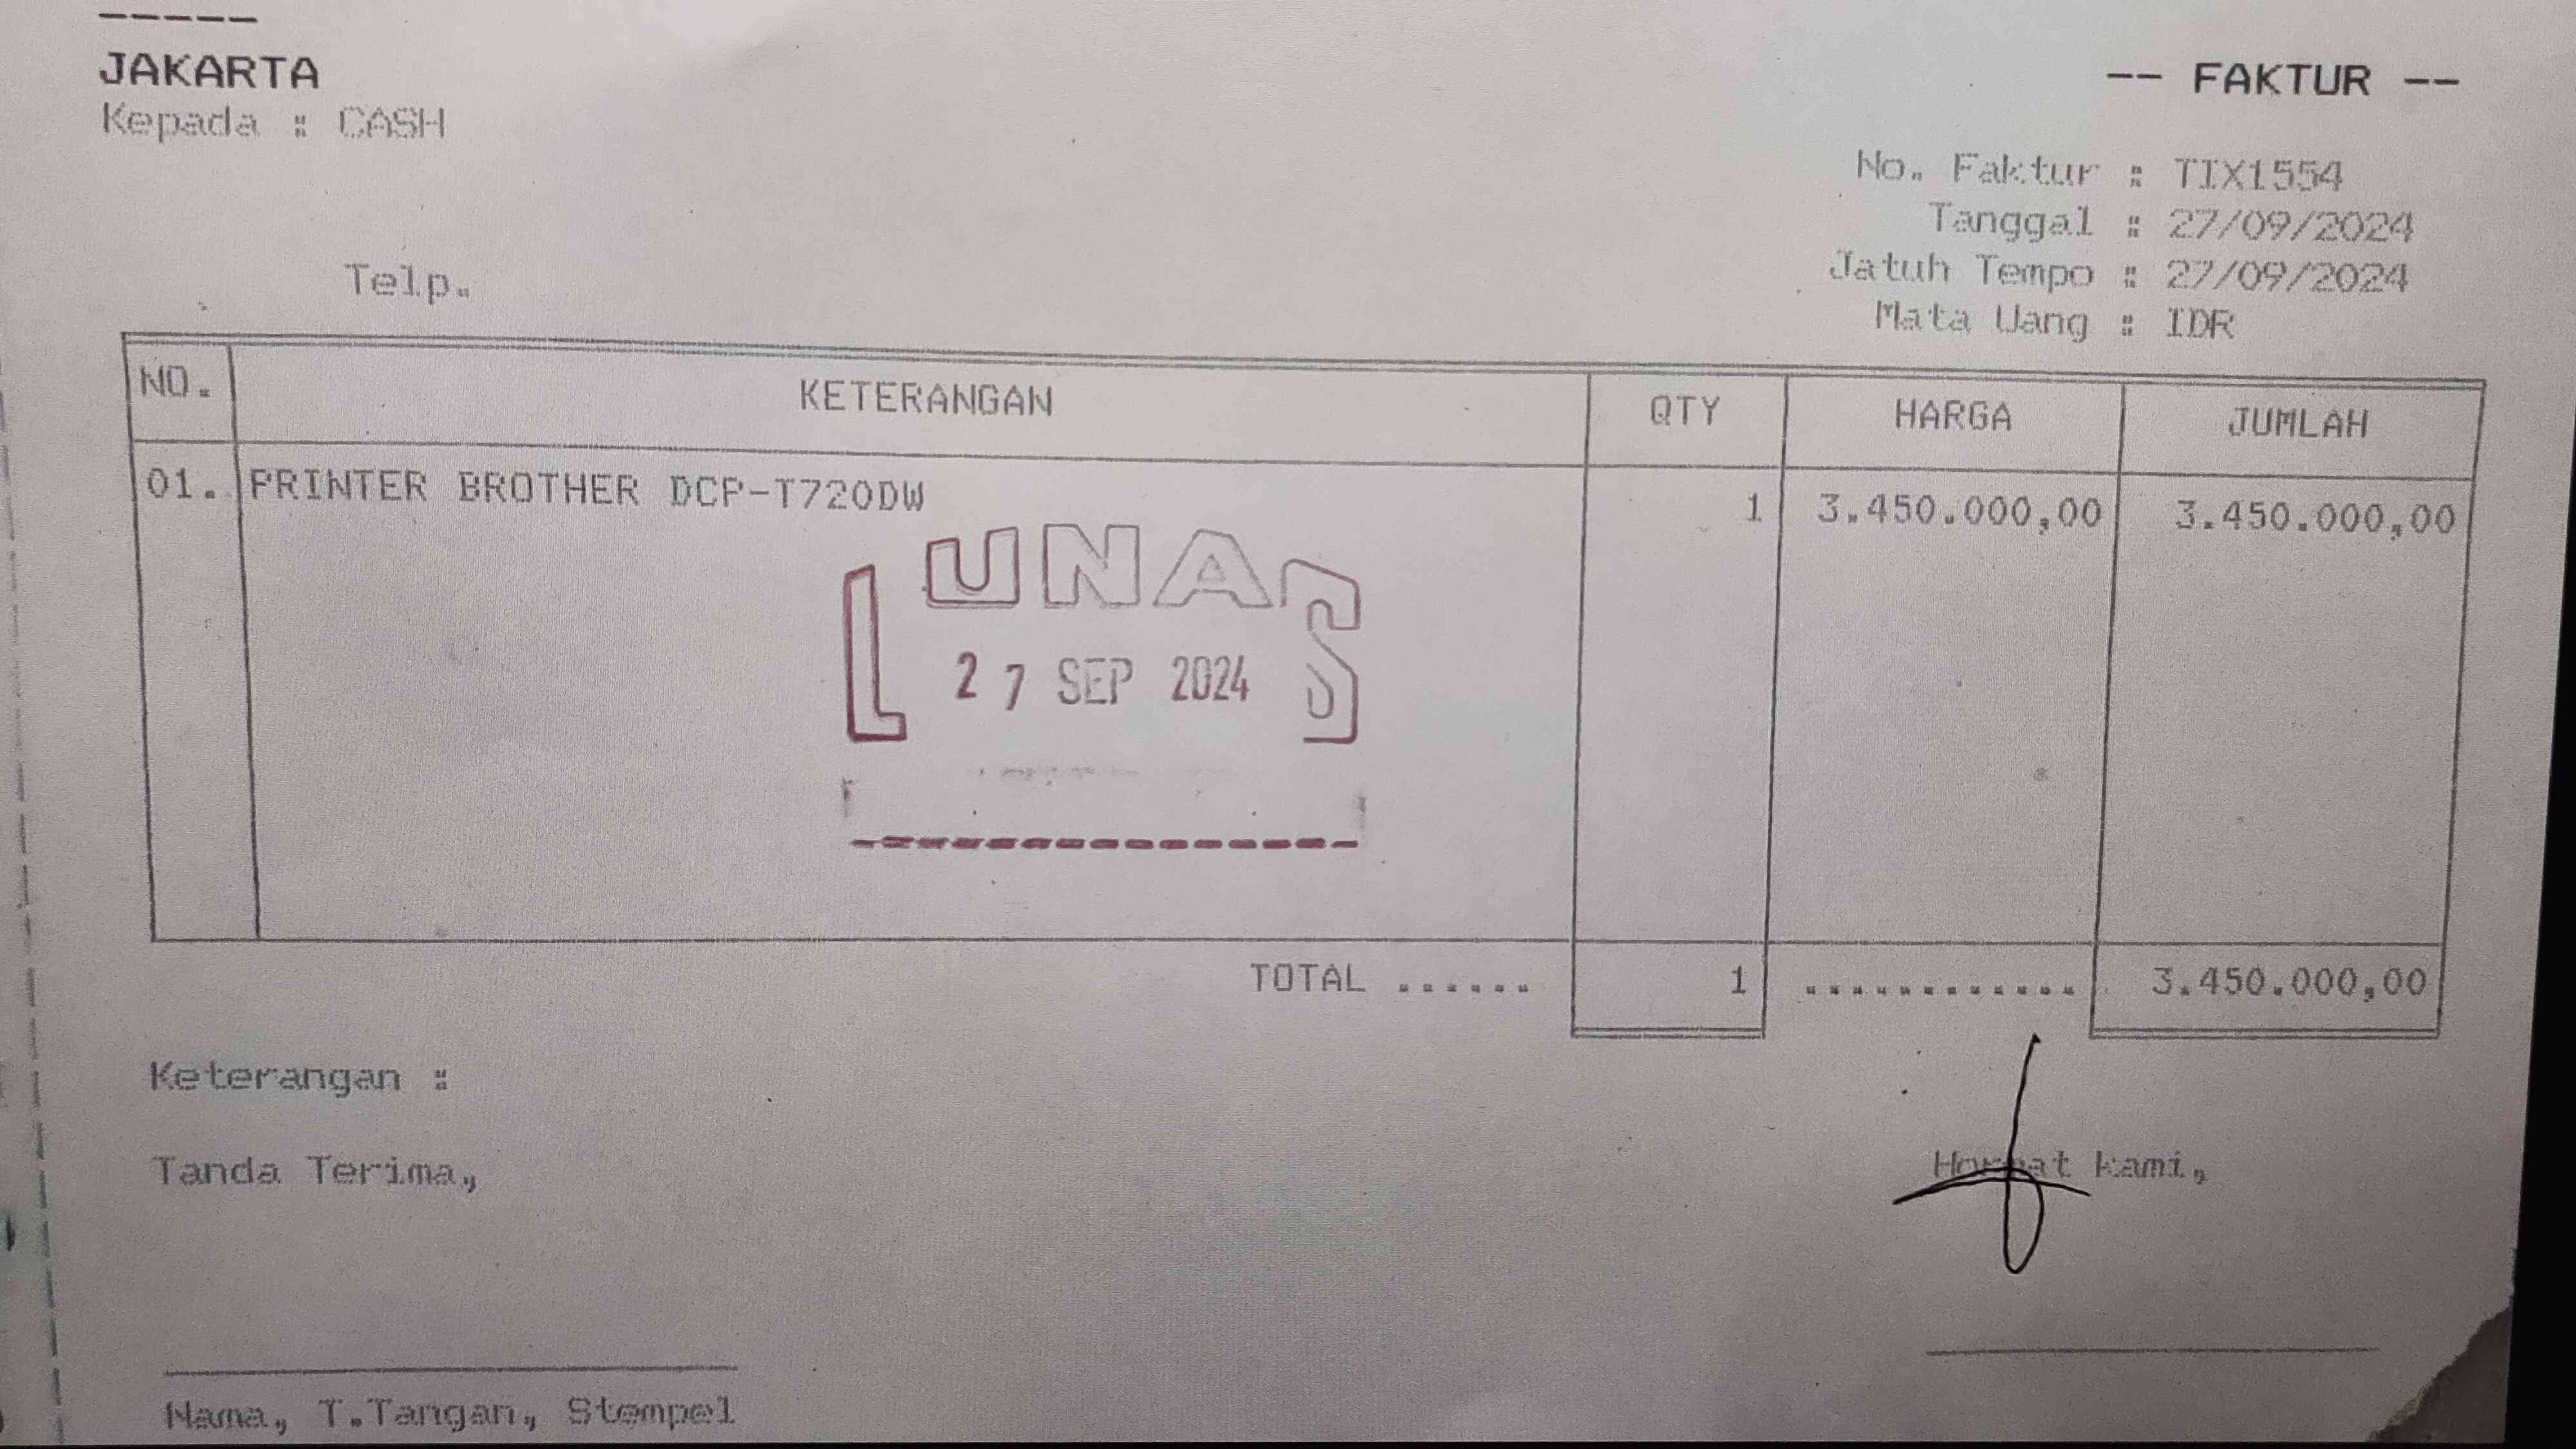 -----
JAKARTA
-- FAKTUR --
Kepada : CASH
No. Faktur : TIX1554
Tanggal : 27/09/2024
Telp.
Jatuh Tempo : 27/09/2024
Mata Uang : IDR
NO. KETERANGAN QTY HARGA JUMLAH
01. PRINTER BROTHER DCP-T720DW 1 3.450.000,00 3.450.000,00
LUNAS
27 SEP 2024
TOTAL ...... 1 ............ 3.450.000,00
Keterangan :
Tanda Terima, Hormat kami,
Nama, T.Tangan, Stempel